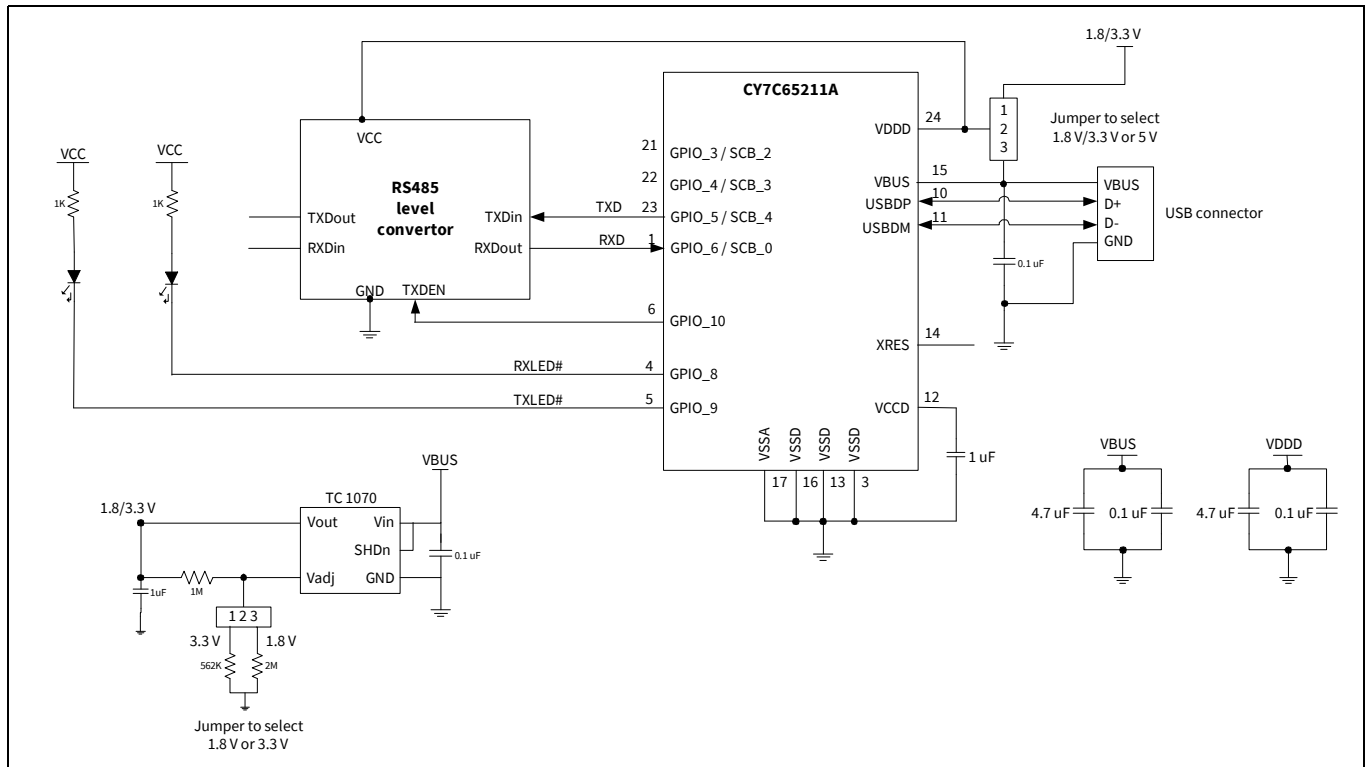 1.8/3.3 V
CY7C65211A
VCC
VDDD
24
1
2
3
Jumper to select
1.8 V/3.3 V or 5 V
VCC
VCC
1K
1K
RS485
level
convertor
TXDout
RXDin
TXDin
RXDout
GND
TXDEN
TXD
RXD
21
GPIO_3 / SCB_2
22
GPIO_4 / SCB_3
23
GPIO_5 / SCB_4
1
GPIO_6 / SCB_0
6
GPIO_10
RXLED#
4
GPIO_8
TXLED#
5
GPIO_9
VBUS
15
USBDP
10
USBDM
11
VBUS
D+
D-
GND
USB connector
0.1 uF
XRES
14
VCCD
12
1 uF
VSSA
VSSD
VSSD
VSSD
17
16
13
3
VBUS
4.7 uF
0.1 uF
VDDD
4.7 uF
0.1 uF
VBUS
TC 1070
1.8/3.3 V
Vout
Vin
SHDn
Vadj
GND
0.1 uF
1uF
1M
1 2 3
3.3 V
1.8 V
562K
2M
Jumper to select
1.8 V or 3.3 V